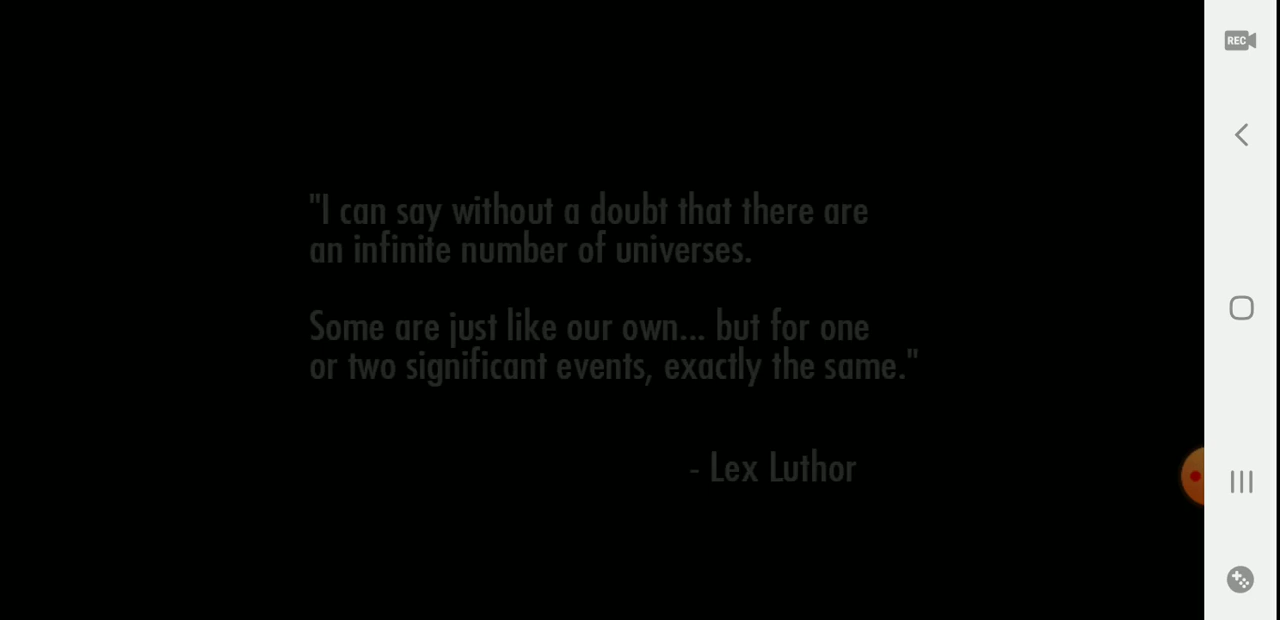 "I can say without a doubt that there are
an infinite number of universes.
Some are just like our own... but for one
or two significant events, exactly the same."
- Lex Luthor
REC